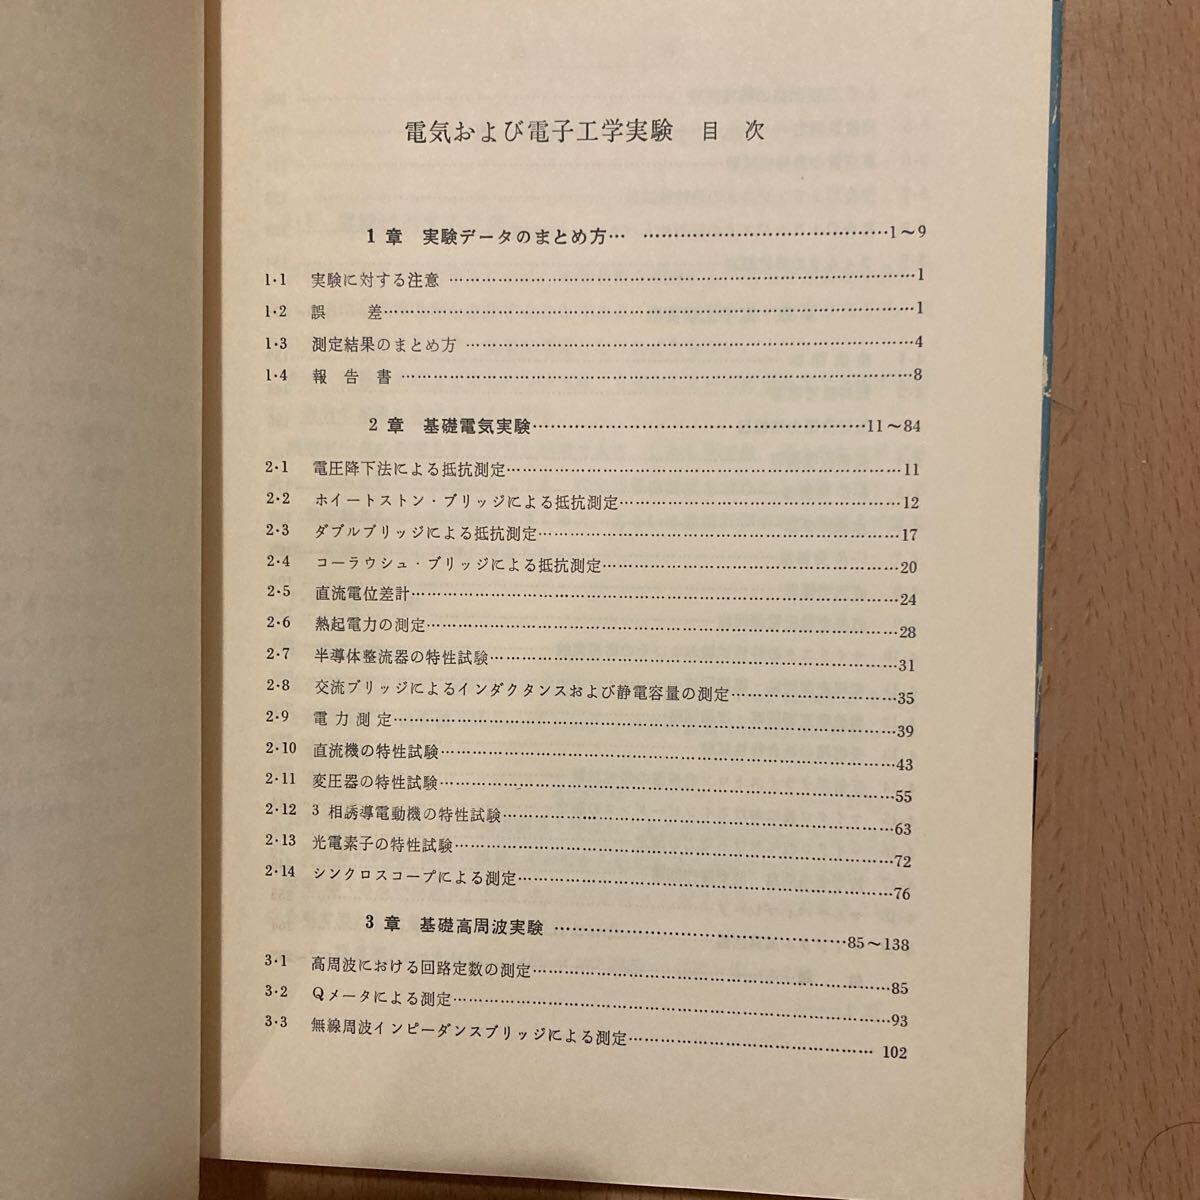 電気および電子工学実験 目次
1章 実験データのまとめ方… ……………………………1～9
1・1 実験に対する注意 ……………………………1
1・2 誤差……………………………1
1・3 測定結果のまとめ方 ……………………………4
1・4 報告書 ……………………………8
2章 基礎電気実験……………………………11～84
2・1 電圧降下法による抵抗測定……………………………11
2・2 ホイートストン・ブリッジによる抵抗測定……………………………12
2・3 ダブルブリッジによる抵抗測定……………………………17
2・4 コーラウシュ・ブリッジによる抵抗測定……………………………20
2・5 直流電位差計……………………………24
2・6 熱起電力の測定……………………………28
2・7 半導体整流器の特性試験……………………………31
2・8 交流ブリッジによるインダクタンスおよび静電容量の測定……………………………35
2・9 電力測定……………………………39
2・10 直流機の特性試験……………………………43
2・11 変圧器の特性試験……………………………55
2・12 3相誘導電動機の特性試験……………………………63
2・13 光電素子の特性試験……………………………72
2・14 シンクロスコープによる測定……………………………76
3章 基礎高周波実験 ……………………………85～138
3・1 高周波における回路定数の測定……………………………85
3・2 Qメータによる測定……………………………93
3・3 無線周波インピーダンスブリッジによる測定……………………………102